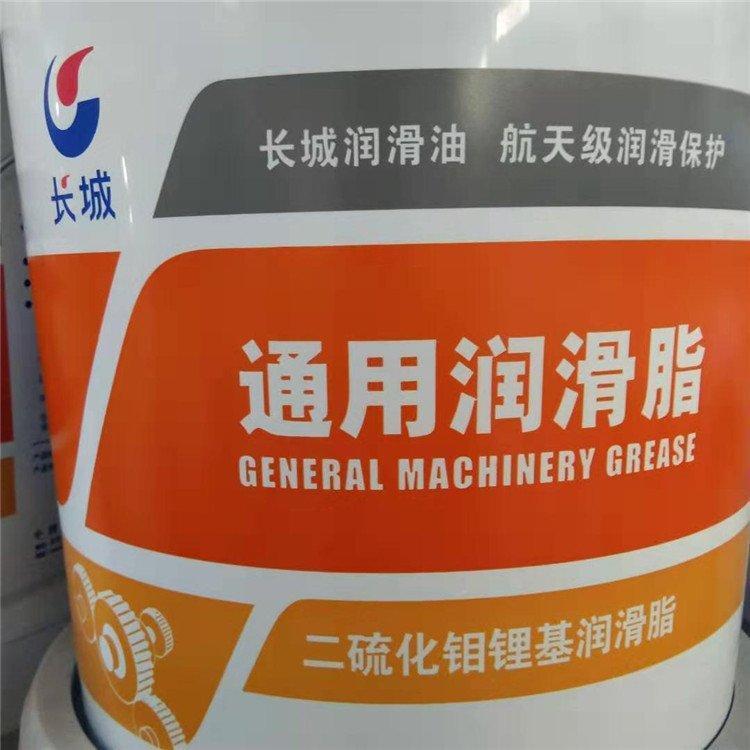 长城
长城润滑油 航天级润滑保护
通用润滑脂
GENERAL MACHINERY GREASE
二硫化钼锂基润滑脂